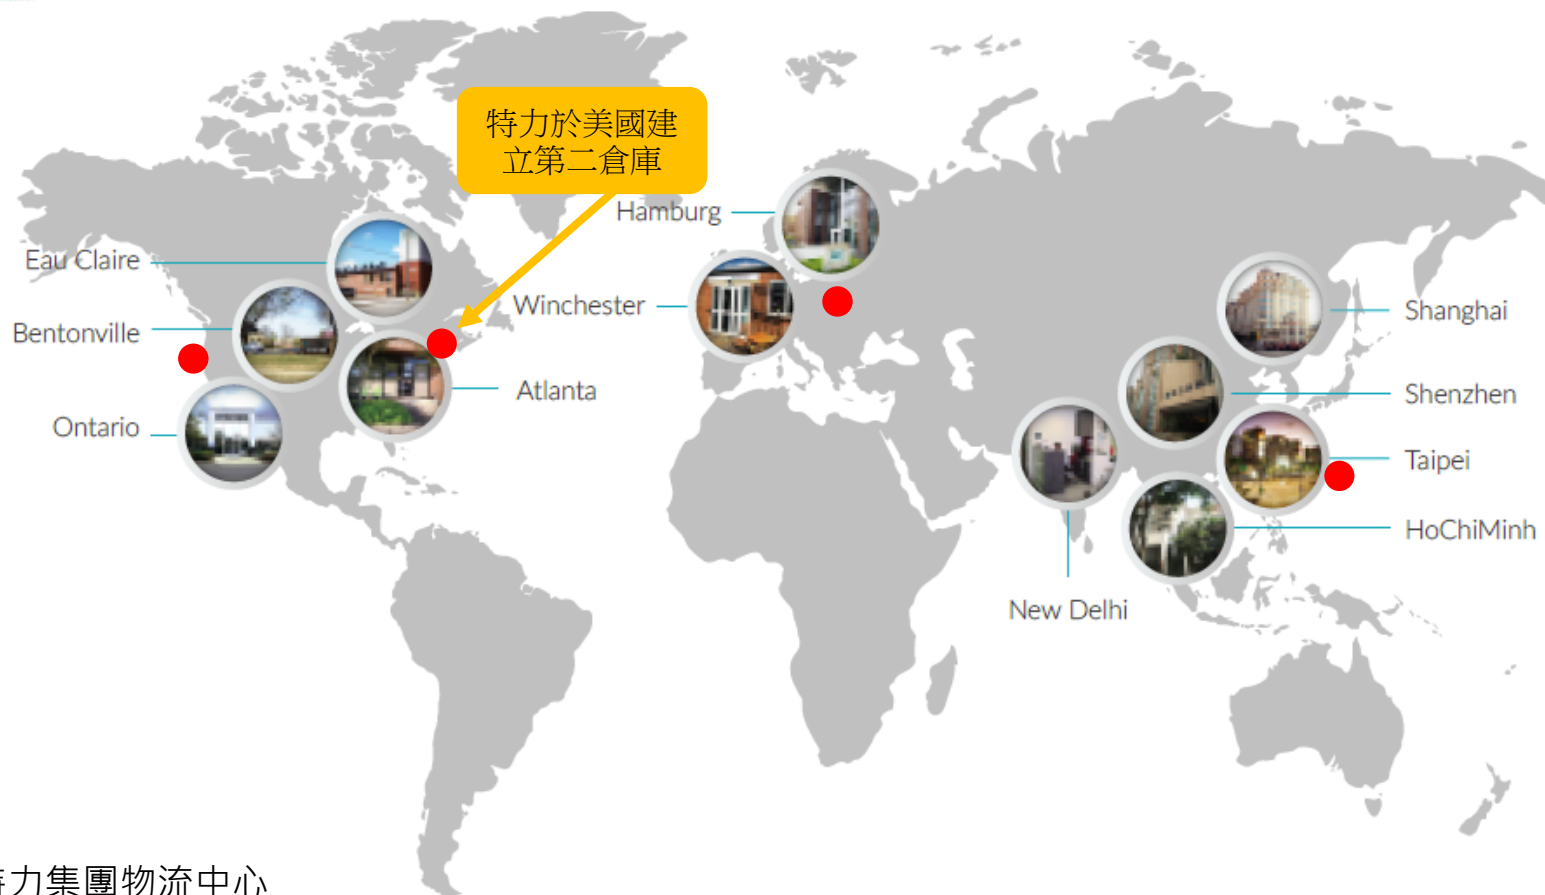 特力於美國建
立第二倉庫
Hamburg
Eau Claire
Winchester
Bentonville
Atlanta
Ontario
Shanghai
Shenzhen
Taipei
HoChiMinh
New Delhi
特力集團物流中心